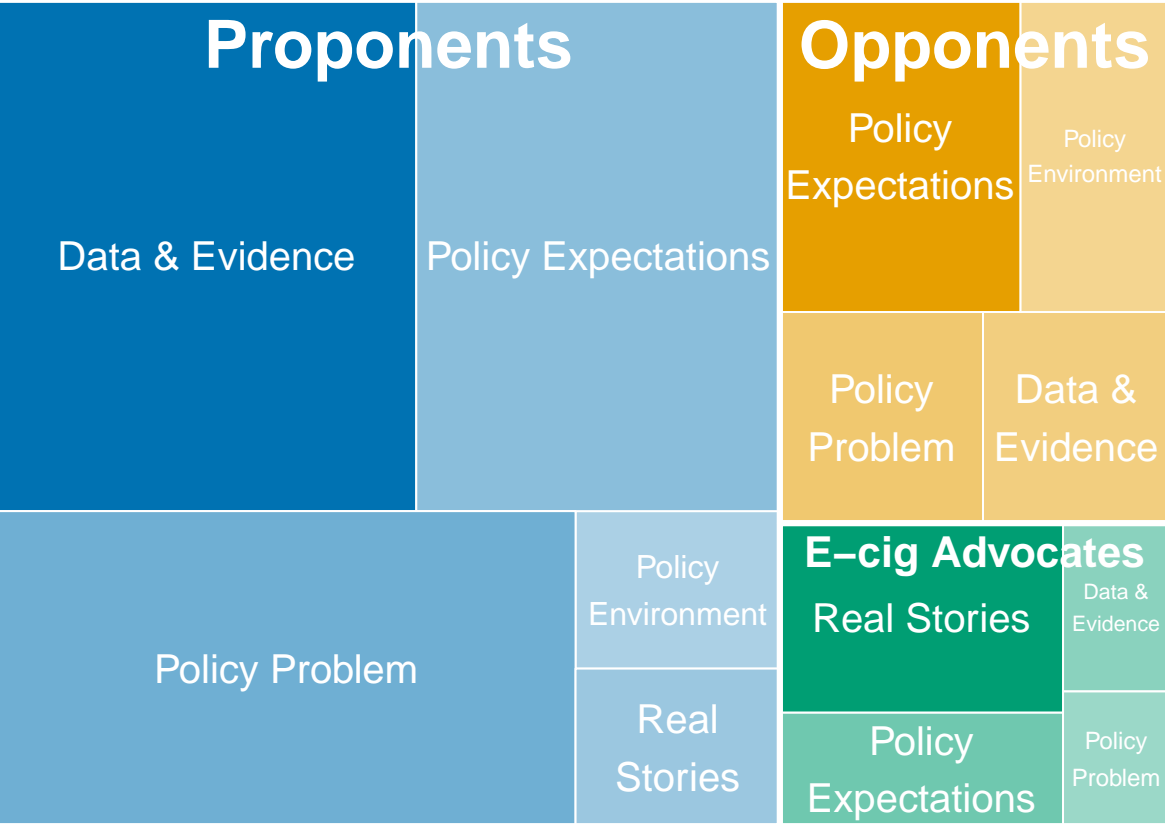 Proponents
Data & Evidence
Policy Expectations
Policy Problem
Policy
Environment
Real
Stories
Opponents
Policy
Expectations
Policy
Environment
Policy
Problem
Data &
Evidence
E−cig Advocates
Real Stories
Data &
Evidence
Policy
Expectations
Policy
Problem